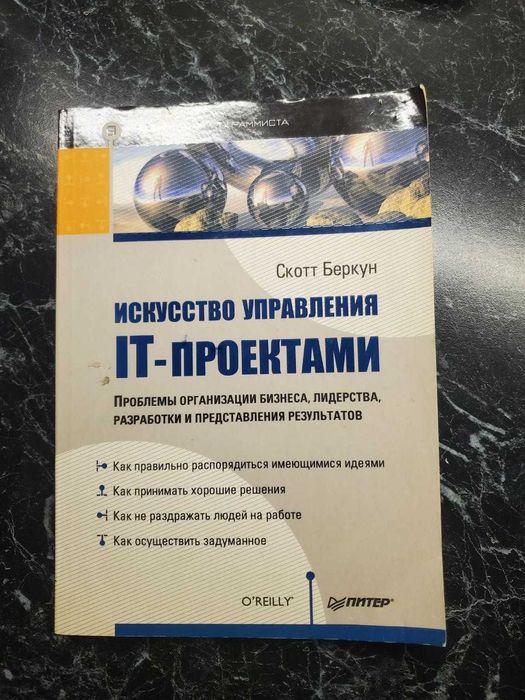 РАММИСТА
Скотт Беркун
ИСКУССТВО УПРАВЛЕНИЯ
IT-ПРОЕКТАМИ
ПРОБЛЕМЫ ОРГАНИЗАЦИИ БИЗНЕСА, ЛИДЕРСТВА,
РАЗРАБОТКИ И ПРЕДСТАВЛЕНИЯ РЕЗУЛЬТАТОВ
Как правильно распорядиться имеющимися идеями
Как принимать хорошие решения
Как не раздражать людей на работе
Как осуществить задуманное
O'REILLY® ПИТЕР®